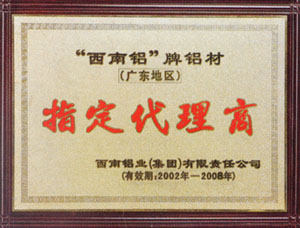 “西南铝”牌铝材
(广东地区)
指定代理商
西南铝业(集团)有限责任公司
(有效期:2002年—2008年)